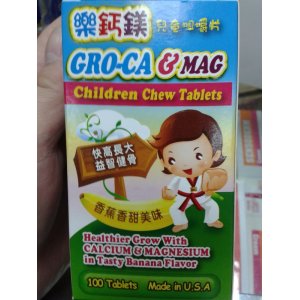 樂鈣鎂 兒童咀嚼片
GRO-CA & MAG
Children Chew Tablets
快高長大
益智健骨
香蕉香甜美味
Healthier Grow With
CALCIUM & MAGNESIUM
in Tasty Banana Flavor
100 Tablets Made in U.S.A